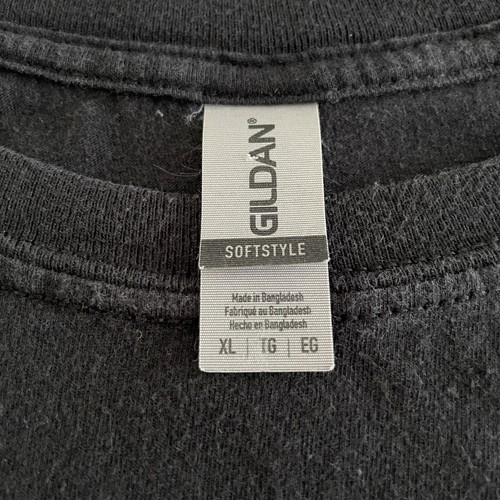 GILDAN®
SOFTSTYLE
Made in Bangladesh
Fabriqué au Bangladesh
Hecho en Bangladesh
XL | TG | EG